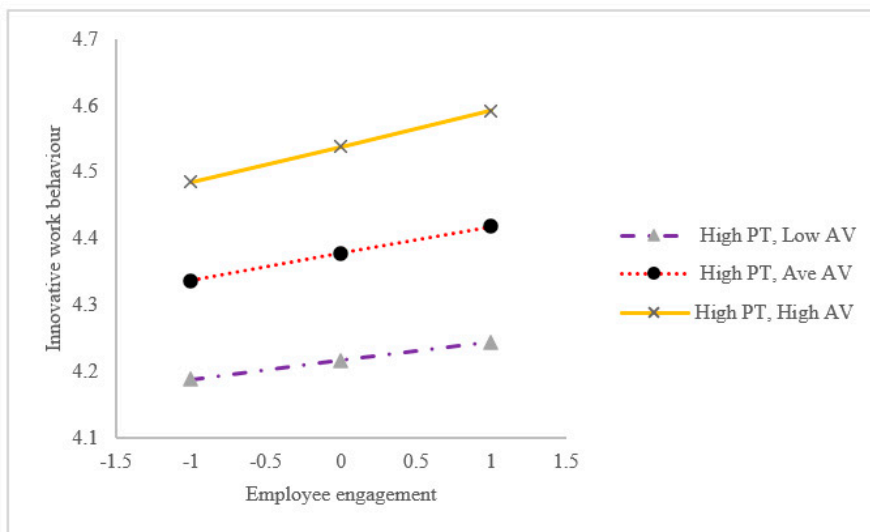 4.7
4.6
4.5
4.4
4.3
4.2
4.1
-1.5 -1 -0.5 0 0.5 1 1.5
Innovative work behaviour
Employee engagement
High PT, Low AV
High PT, Ave AV
High PT, High AV